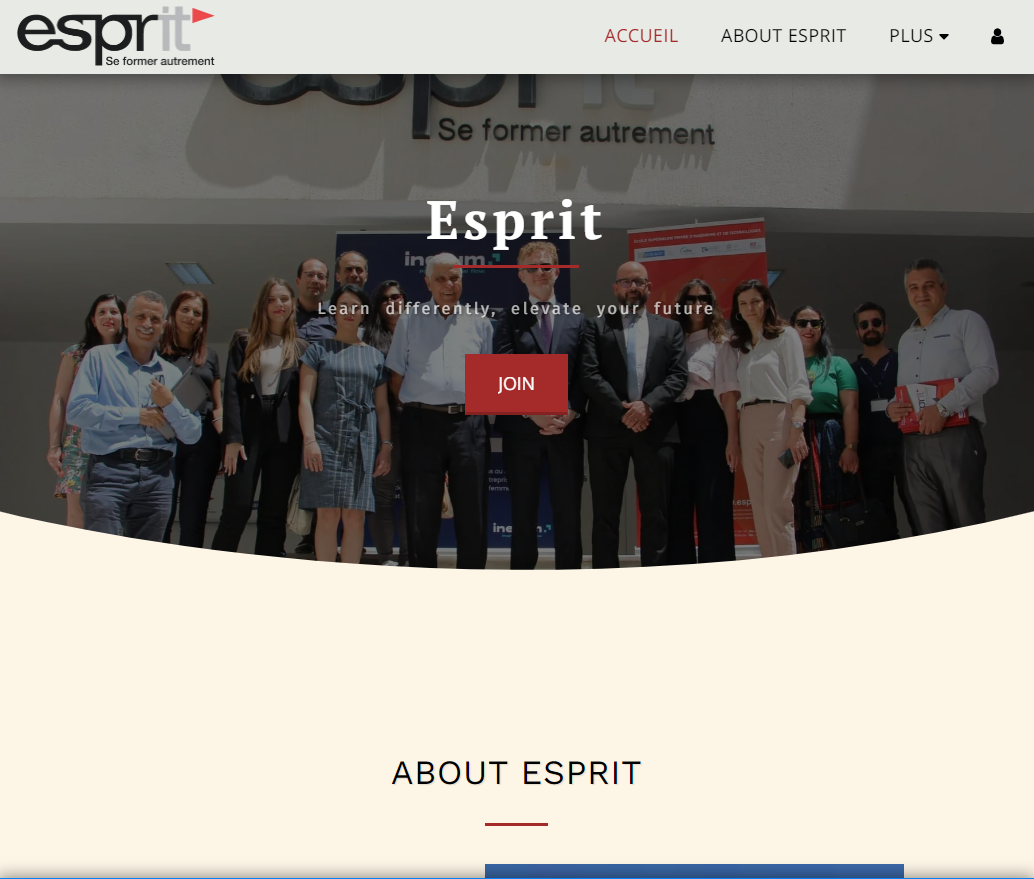 esprit
Se former autrement
ACCUEIL
ABOUT ESPRIT
PLUS
Se former autrement
Esprit
Learn differently, elevate your future
JOIN
ABOUT ESPRIT